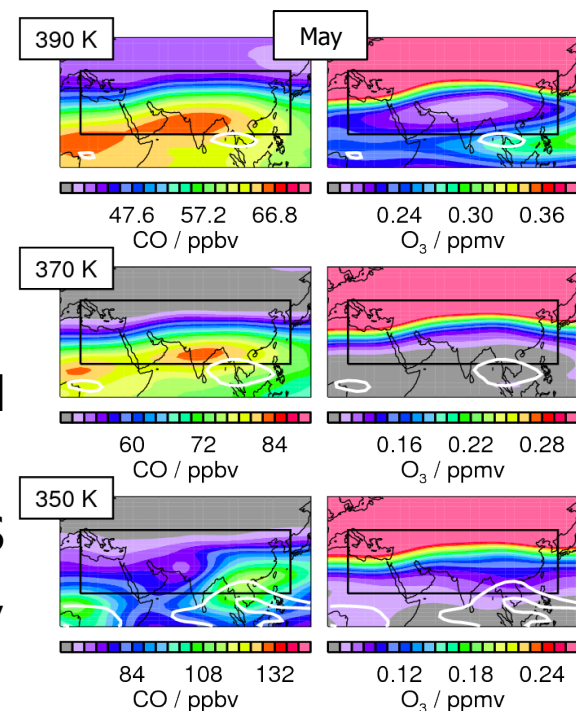 390 K
May
47.6 57.2 66.8
CO / ppbv
0.24 0.30 0.36
O₃ / ppmv
370 K
60 72 84
CO / ppbv
0.16 0.22 0.28
O₃ / ppmv
350 K
84 108 132
CO / ppbv
0.12 0.18 0.24
O₃ / ppmv